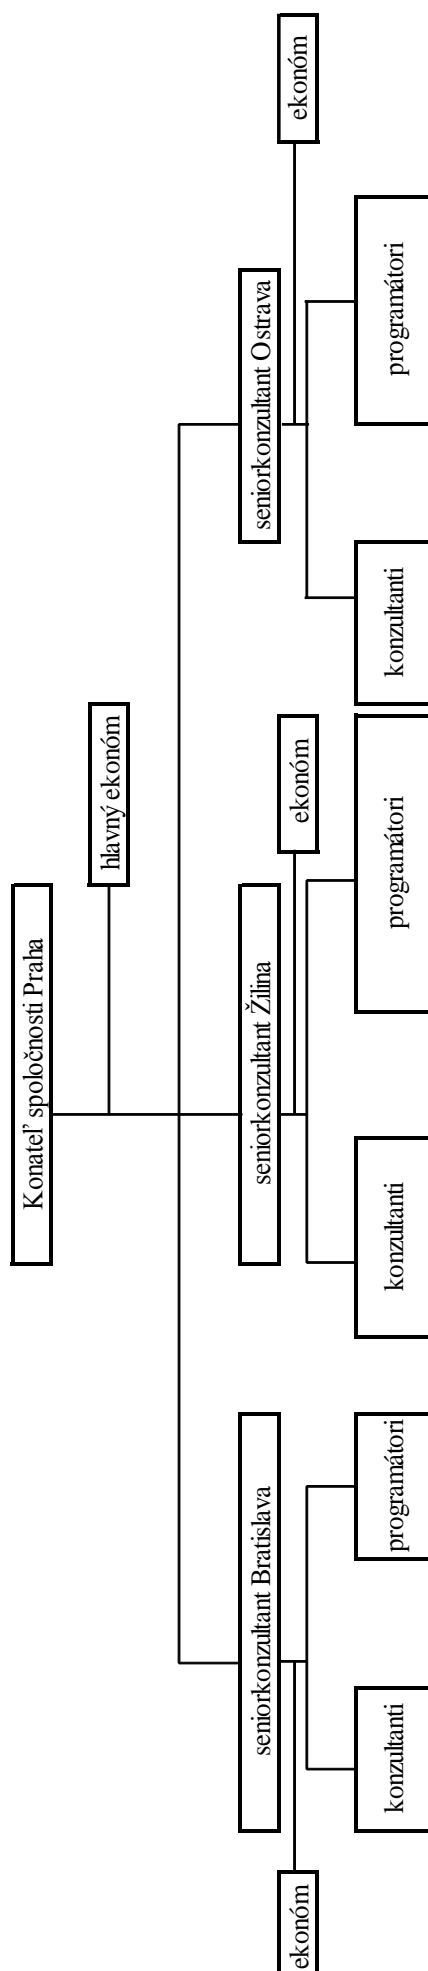 Konateľ spoločnosti Praha
hlavný ekonóm
seniorkonzultant Bratislava
seniorkonzultant Žilina
seniorkonzultant Ostrava
ekonóm
ekonóm
ekonóm
konzultanti
programátori
konzultanti
programátori
konzultanti
programátori